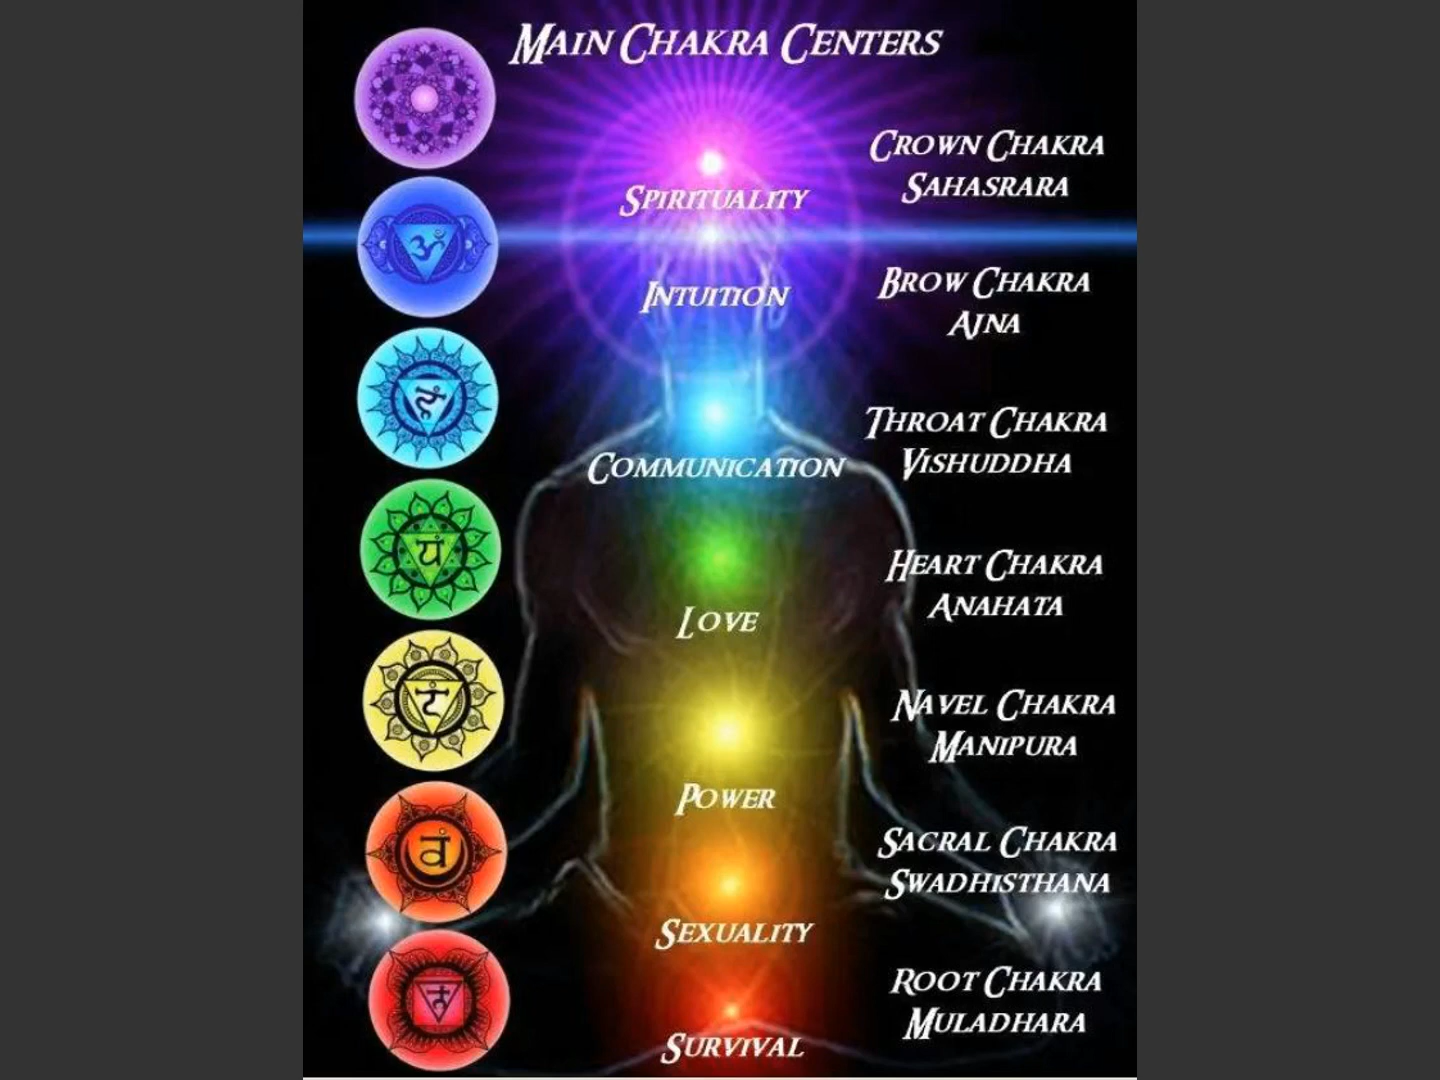 Main Chakra Centers
Crown Chakra
Sahasrara
Spirituality
ॐ
Brow Chakra
Ajna
Intuition
Throat Chakra
Vishuddha
Communication
यं
Heart Chakra
Anahata
Love
Navel Chakra
Manipura
Power
वं
Sacral Chakra
Swadhisthana
Sexuality
Root Chakra
Muladhara
Survival